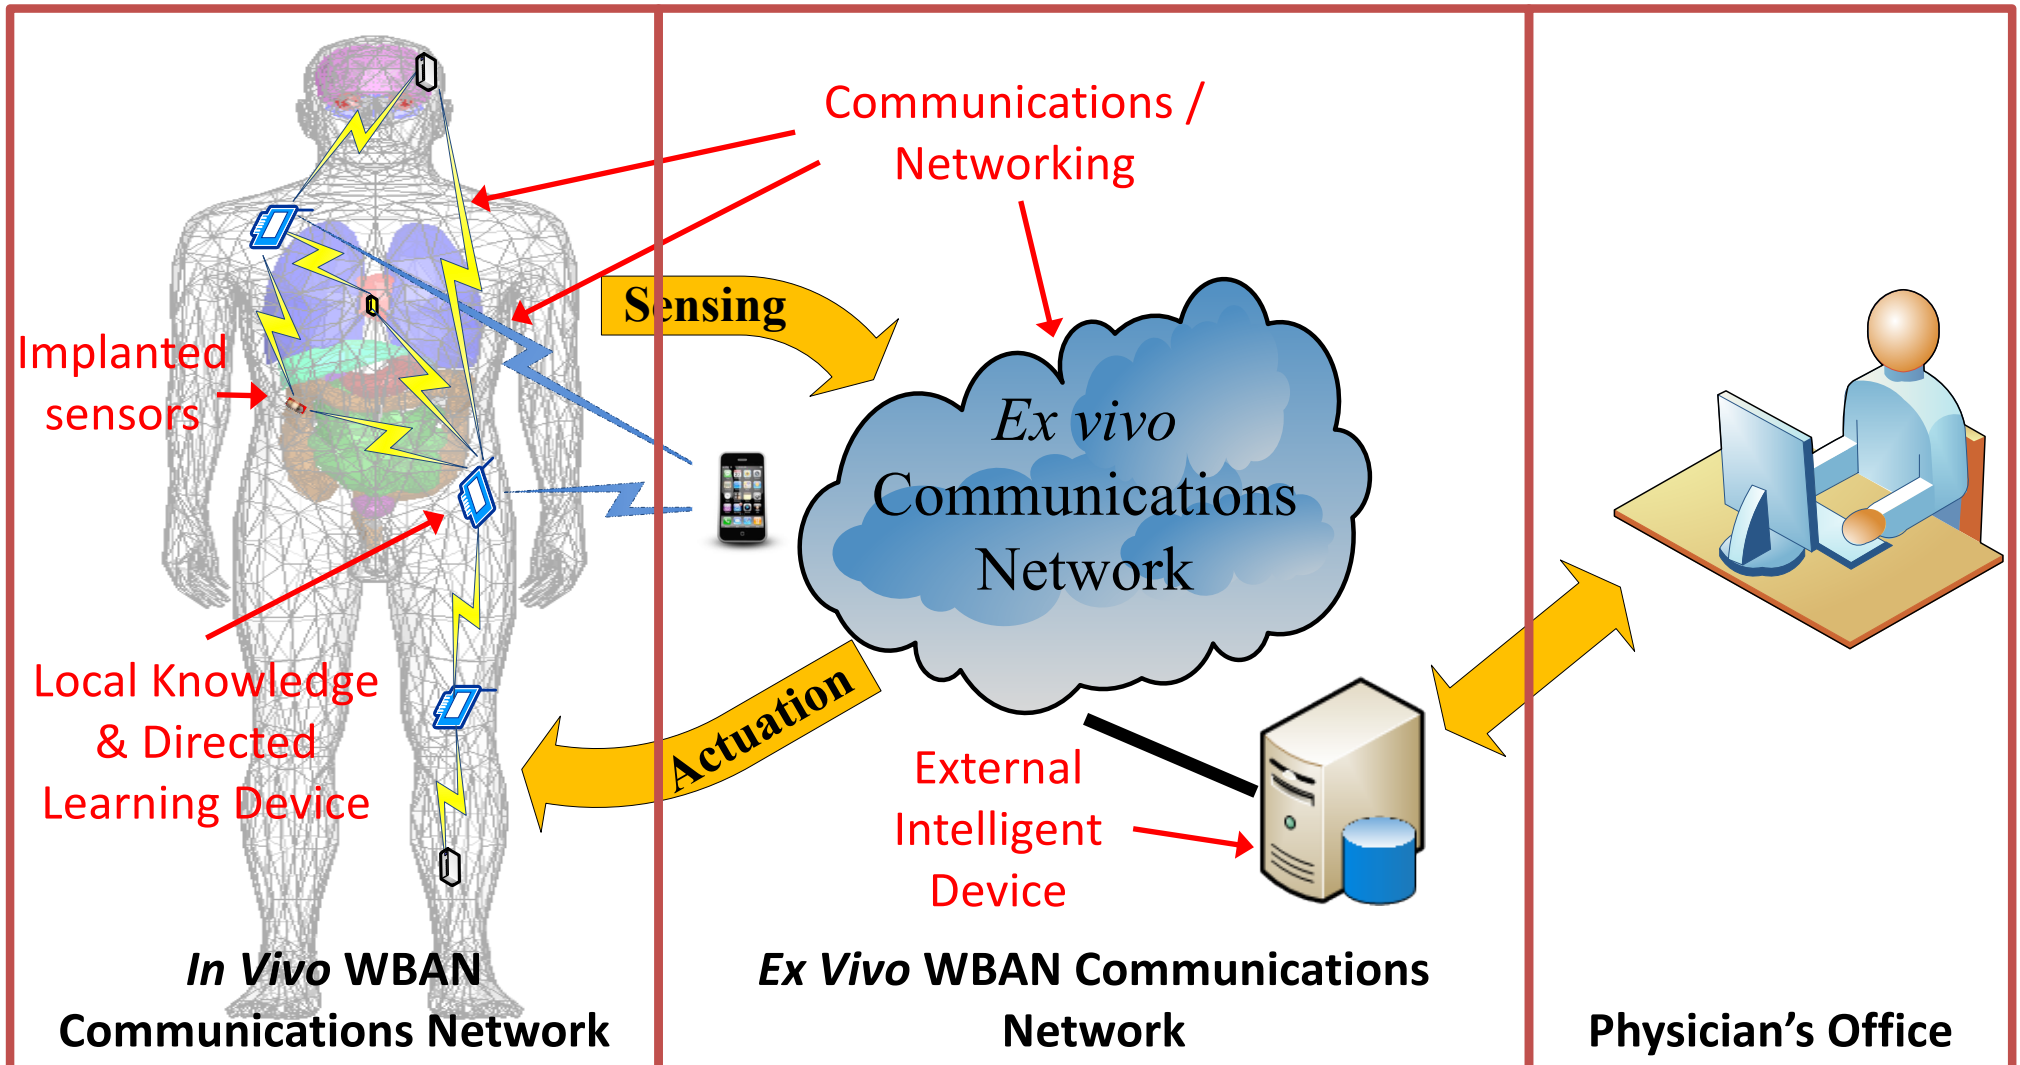 Communications /
Networking
Sensing
Implanted
sensors
Ex vivo
Communications
Network
Local Knowledge
& Directed
Learning Device
Actuation
External
Intelligent
Device
In Vivo WBAN
Communications Network
Ex Vivo WBAN Communications
Network
Physician’s Office